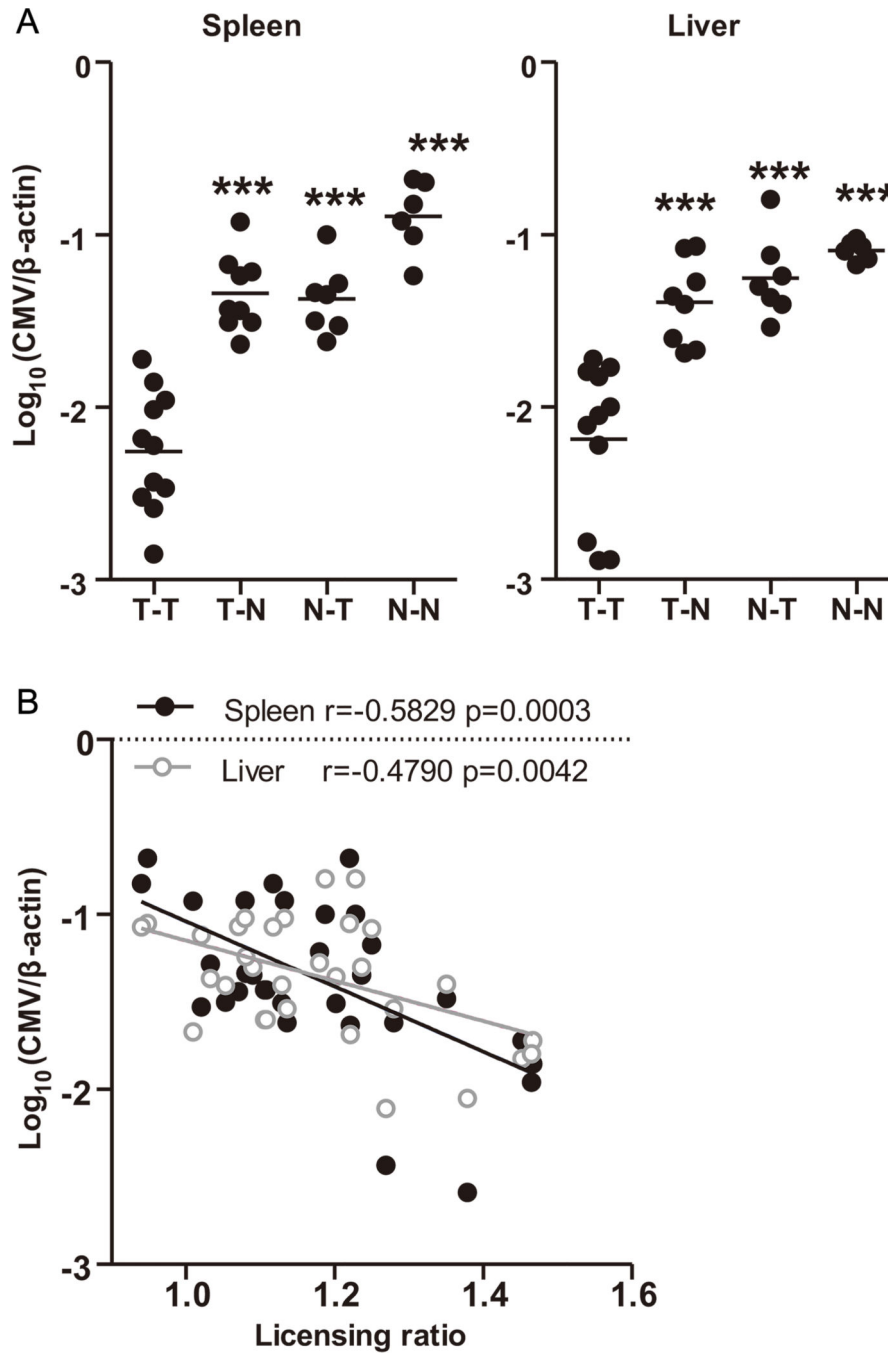 A
Spleen
Liver
Log10(CMV/β-actin)
0
-1
-2
-3
***
***
***
T-T T-N N-T N-N
0
-1
-2
-3
***
***
***
T-T T-N N-T N-N
B
Spleen r=-0.5829 p=0.0003
Liver r=-0.4790 p=0.0042
Log10(CMV/β-actin)
0
-1
-2
-3
1.0 1.2 1.4 1.6
Licensing ratio